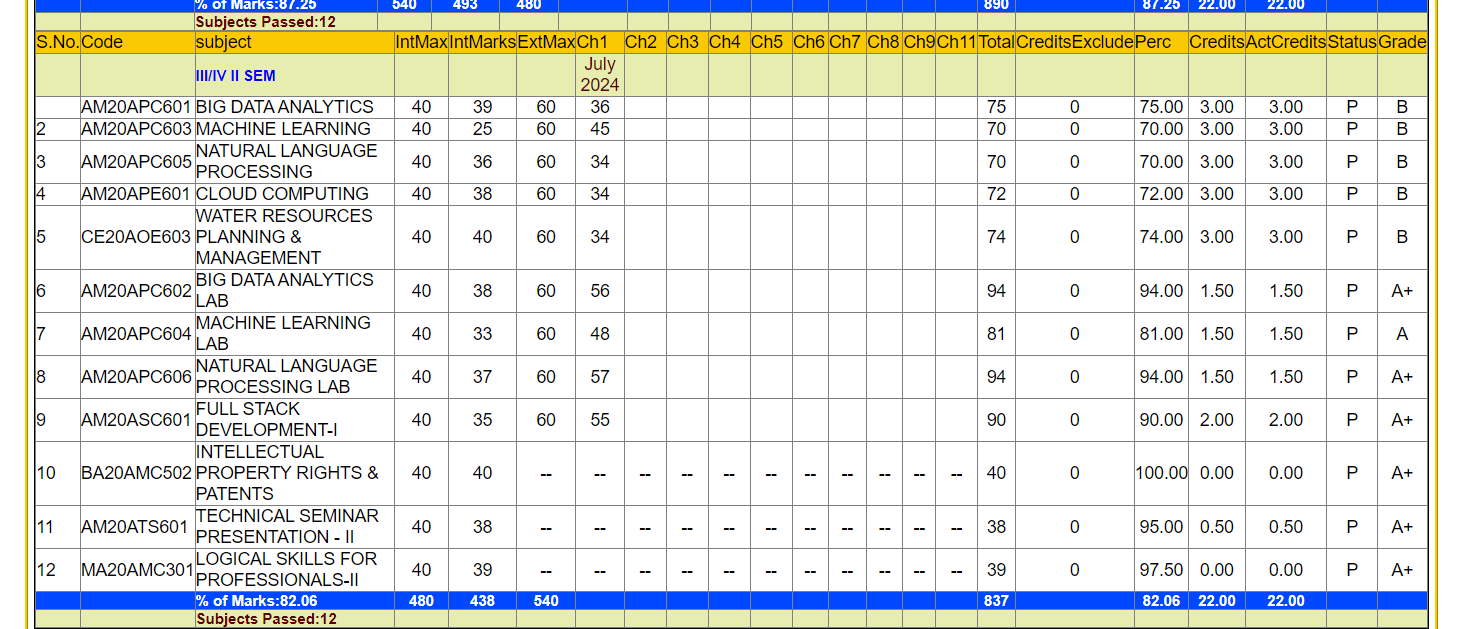 % of Marks:87.25 540 493 480 890 87.25 22.00 22.00
Subjects Passed:12
S.No. Code subject IntMax IntMarks ExtMax Ch1 Ch2 Ch3 Ch4 Ch5 Ch6 Ch7 Ch8 Ch9 Ch11 Total CreditsExclude Perc Credits ActCredits Status Grade
III/IV II SEM July
2024
AM20APC601 BIG DATA ANALYTICS 40 39 60 36 75 0 75.00 3.00 3.00 P B
2 AM20APC603 MACHINE LEARNING 40 25 60 45 70 0 70.00 3.00 3.00 P B
3 AM20APC605 NATURAL LANGUAGE
PROCESSING 40 36 60 34 70 0 70.00 3.00 3.00 P B
4 AM20APE601 CLOUD COMPUTING 40 38 60 34 72 0 72.00 3.00 3.00 P B
5 CE20AOE603 WATER RESOURCES
PLANNING &
MANAGEMENT 40 40 60 34 74 0 74.00 3.00 3.00 P B
6 AM20APC602 BIG DATA ANALYTICS
LAB 40 38 60 56 94 0 94.00 1.50 1.50 P A+
7 AM20APC604 MACHINE LEARNING
LAB 40 33 60 48 81 0 81.00 1.50 1.50 P A
8 AM20APC606 NATURAL LANGUAGE
PROCESSING LAB 40 37 60 57 94 0 94.00 1.50 1.50 P A+
9 AM20ASC601 FULL STACK
DEVELOPMENT-I 40 35 60 55 90 0 90.00 2.00 2.00 P A+
10 BA20AMC502 INTELLECTUAL
PROPERTY RIGHTS &
PATENTS 40 40 -- -- -- -- -- -- -- -- -- -- -- 40 0 100.00 0.00 0.00 P A+
11 AM20ATS601 TECHNICAL SEMINAR
PRESENTATION - II 40 38 -- -- -- -- -- -- -- -- -- -- -- 38 0 95.00 0.50 0.50 P A+
12 MA20AMC301 LOGICAL SKILLS FOR
PROFESSIONALS-II 40 39 -- -- -- -- -- -- -- -- -- -- -- 39 0 97.50 0.00 0.00 P A+
% of Marks:82.06 480 438 540 837 82.06 22.00 22.00
Subjects Passed:12